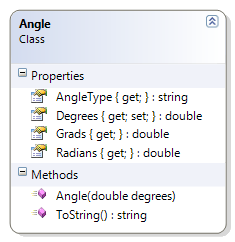 Angle
Class
Properties
AngleType { get; } : string
Degrees { get; set; } : double
Grads { get; } : double
Radians { get; } : double
Methods
Angle(double degrees)
ToString() : string